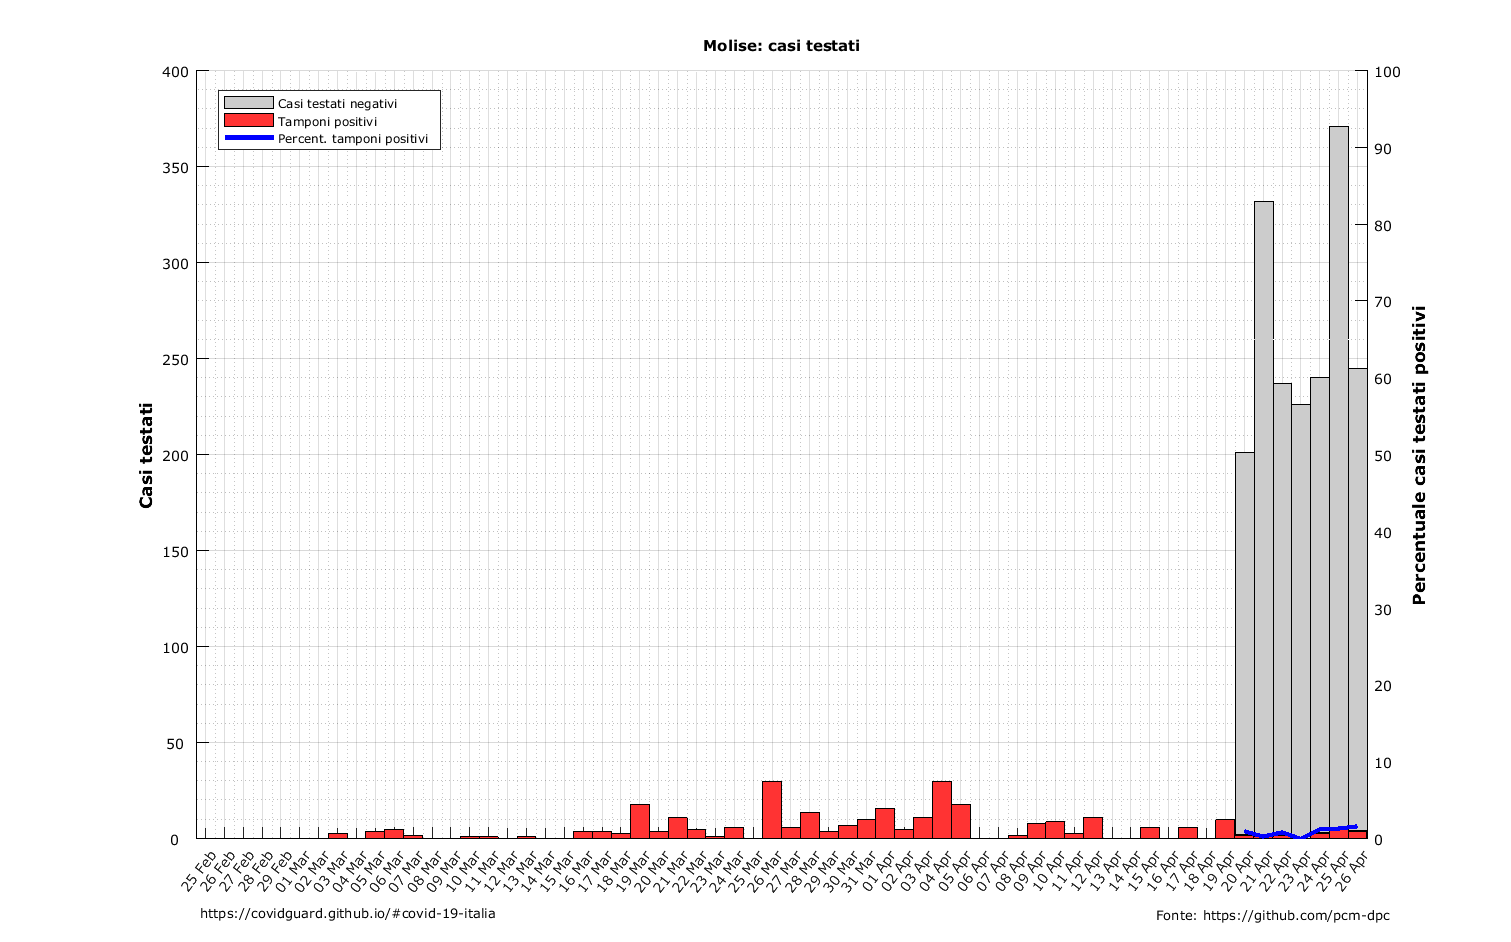 Molise: casi testati
400
350
300
250
200
150
100
50
0
100
90
80
70
60
50
40
30
20
10
0
Casi testati negativi
Tamponi positivi
Percent. tamponi positivi
Casi testati
Percentuale casi testati positivi
25 Feb
26 Feb
27 Feb
28 Feb
29 Feb
01 Mar
02 Mar
03 Mar
04 Mar
05 Mar
06 Mar
07 Mar
08 Mar
09 Mar
10 Mar
11 Mar
12 Mar
13 Mar
14 Mar
15 Mar
16 Mar
17 Mar
18 Mar
19 Mar
20 Mar
21 Mar
22 Mar
23 Mar
24 Mar
25 Mar
26 Mar
27 Mar
28 Mar
29 Mar
30 Mar
31 Mar
01 Apr
02 Apr
03 Apr
04 Apr
05 Apr
06 Apr
07 Apr
08 Apr
09 Apr
10 Apr
11 Apr
12 Apr
13 Apr
14 Apr
15 Apr
16 Apr
17 Apr
18 Apr
19 Apr
20 Apr
21 Apr
22 Apr
23 Apr
24 Apr
25 Apr
26 Apr
https://covidguard.github.io/#covid-19-italia
Fonte: https://github.com/pcm-dpc